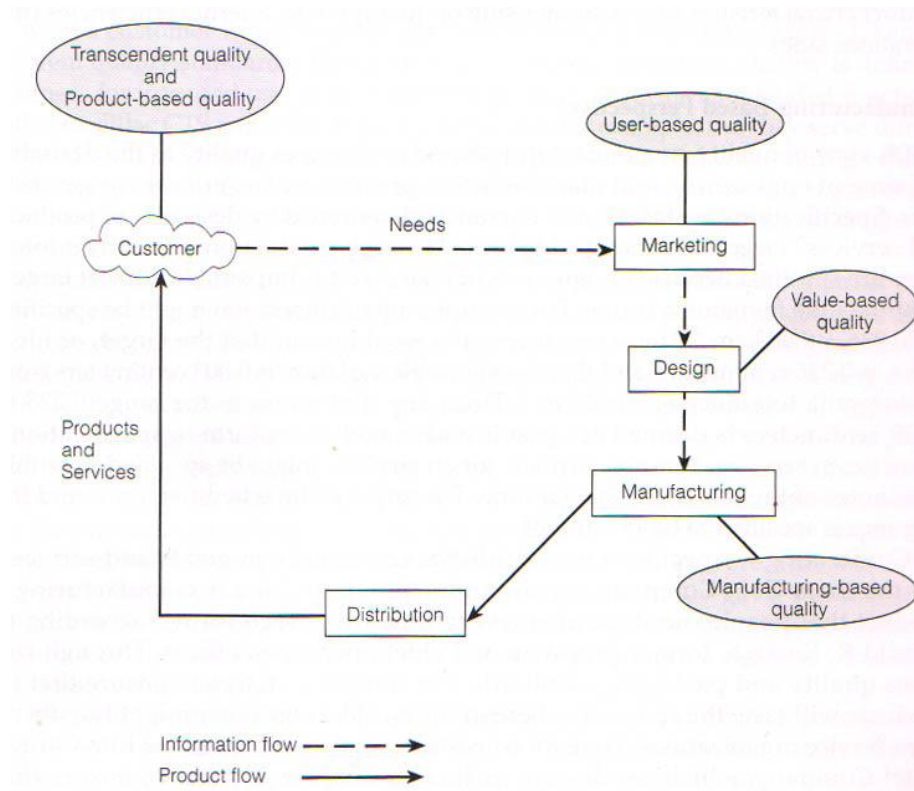 Transcendent quality
and
Product-based quality
User-based quality
Needs
Customer
Marketing
Value-based
quality
Design
Products
and
Services
Manufacturing
Manufacturing-based
quality
Distribution
Information flow
Product flow